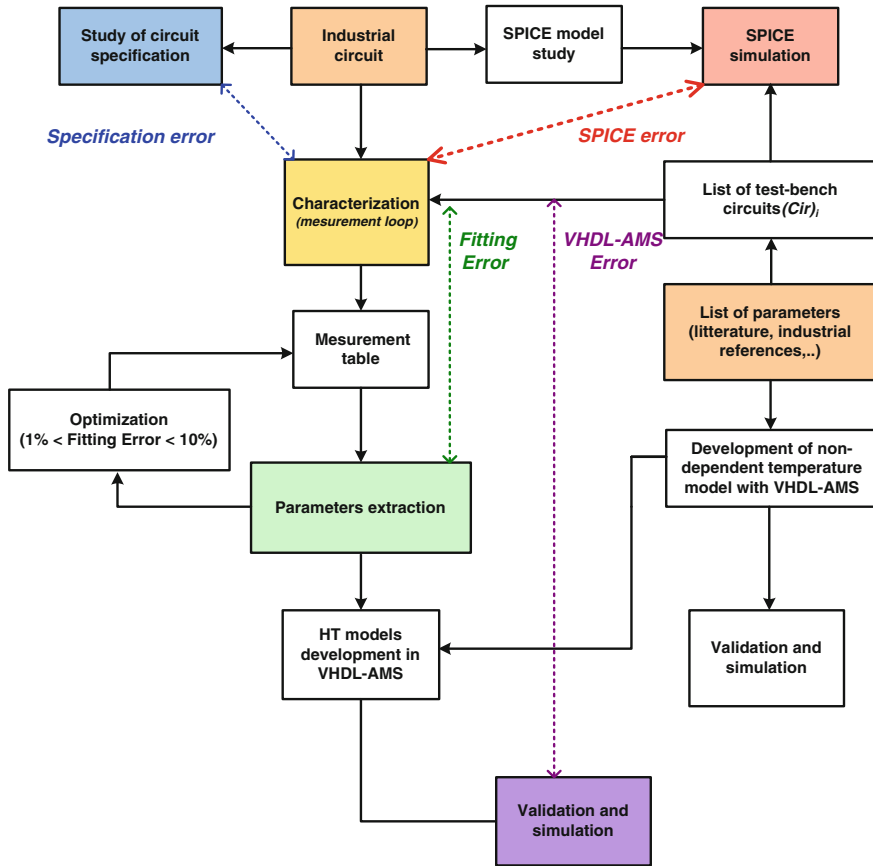 Study of circuit
specification
Industrial
circuit
SPICE model
study
SPICE
simulation
Specification error
SPICE error
Characterization
(mesurement loop)
List of test-bench
circuits(Cir)i
Fitting
Error
VHDL-AMS
Error
List of parameters
(litterature, industrial
references,..)
Mesurement
table
Optimization
(1% < Fitting Error < 10%)
Development of non-
dependent temperature
model with VHDL-AMS
Parameters extraction
HT models
development in
VHDL-AMS
Validation and
simulation
Validation and
simulation